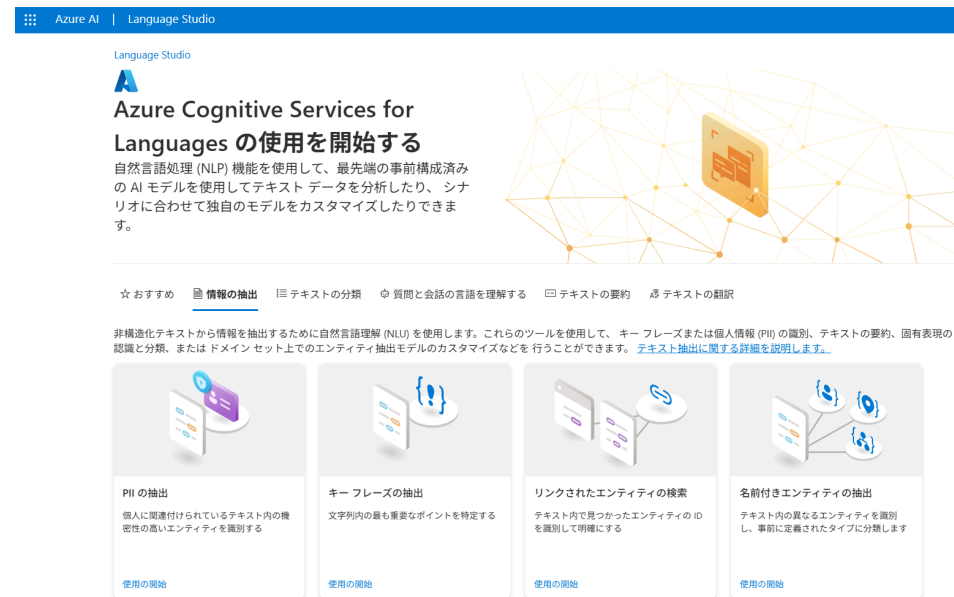 Azure AI | Language Studio
Language Studio
Azure Cognitive Services for
Languages の使用を開始する
自然言語処理 (NLP) 機能を使用して、最先端の事前構成済み
の AI モデルを使用してテキスト データを分析したり、 シナ
リオに合わせて独自のモデルをカスタマイズしたりできま
す。
おすすめ 情報の抽出 テキストの分類 質問と会話の言語を理解する テキストの要約 テキストの翻訳
非構造化テキストから情報を抽出するために自然言語理解 (NLU) を使用します。これらのツールを使用して、 キー フレーズまたは個人情報 (PII) の識別、テキストの要約、固有表現の
認識と分類、または ドメイン セット上でのエンティティ抽出モデルのカスタマイズなどを 行うことができます。 テキスト抽出に関する詳細を説明します。
PII の抽出
個人に関連付けられているテキスト内の機
密性の高いエンティティを識別する
使用の開始
キー フレーズの抽出
文字列内の最も重要なポイントを特定する
使用の開始
リンクされたエンティティの検索
テキスト内で見つかったエンティティの ID
を識別して明確にする
使用の開始
名前付きエンティティの抽出
テキスト内の異なるエンティティを識別
し、事前に定義されたタイプに分類します
使用の開始